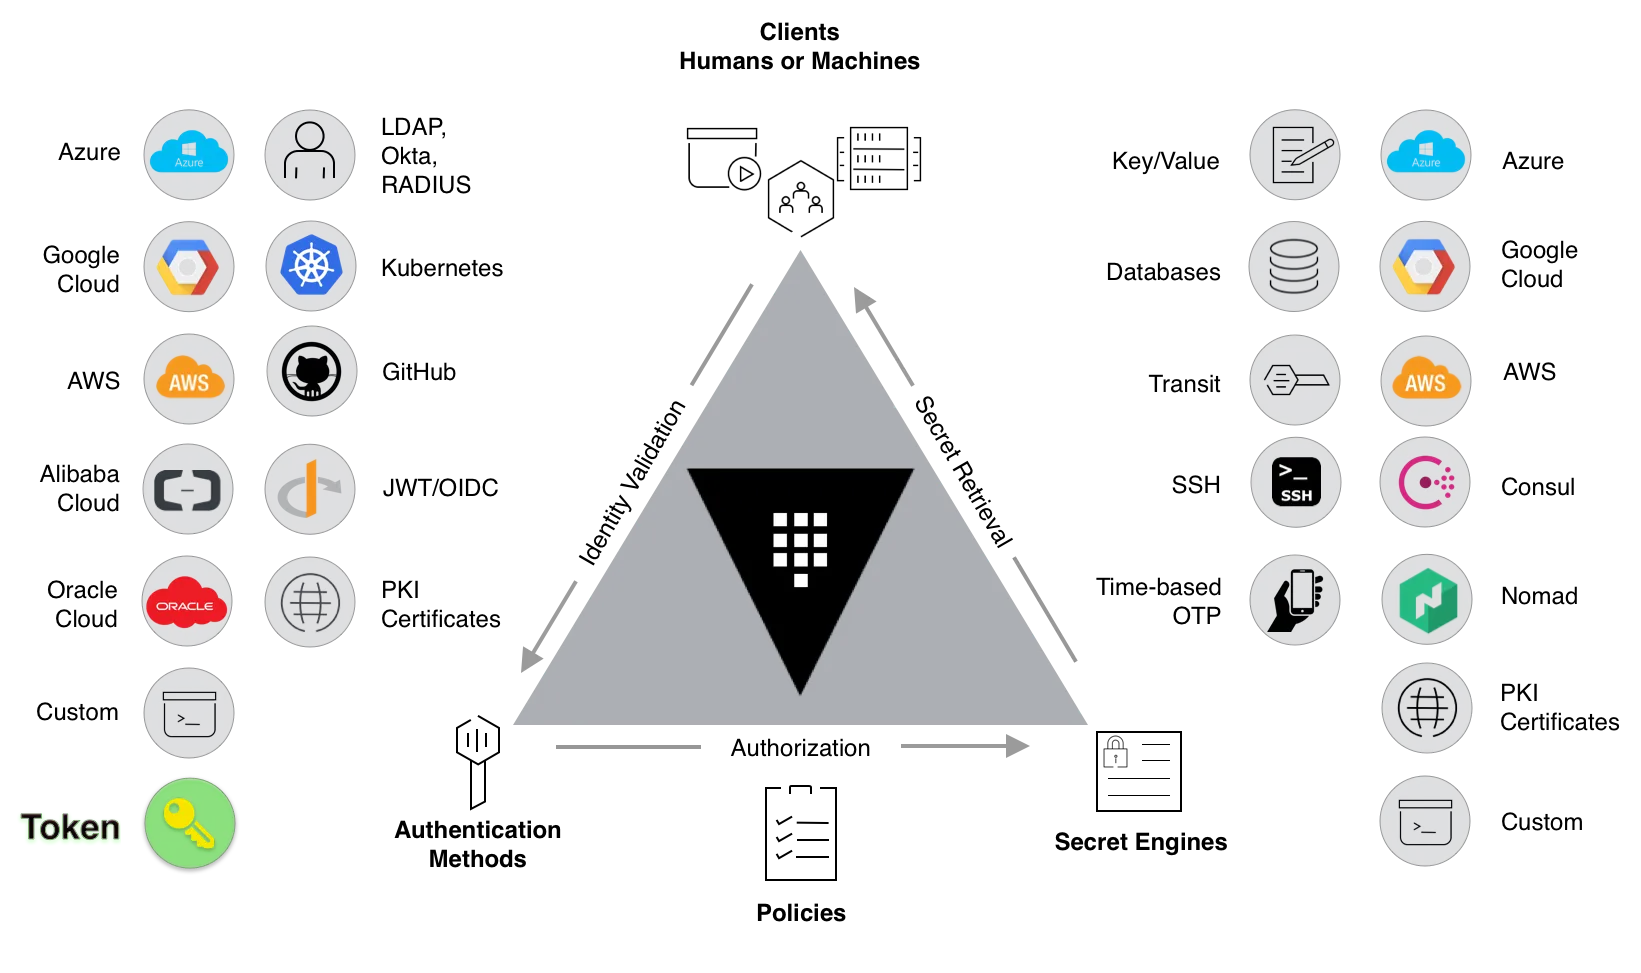 Clients
Humans or Machines
Azure
Azure
LDAP,
Okta,
RADIUS
Google
Cloud
Kubernetes
AWS
AWS
GitHub
Alibaba
Cloud
JWT/OIDC
Oracle
Cloud
ORACLE
PKI
Certificates
Custom
>_
Token
Identity Validation
Secret Retrieval
Authorization
Authentication
Methods
Policies
Secret Engines
Key/Value
Azure
Azure
Databases
Google
Cloud
Transit
AWS
AWS
SSH
>_
SSH
Consul
Time-based
OTP
Nomad
PKI
Certificates
>_
Custom